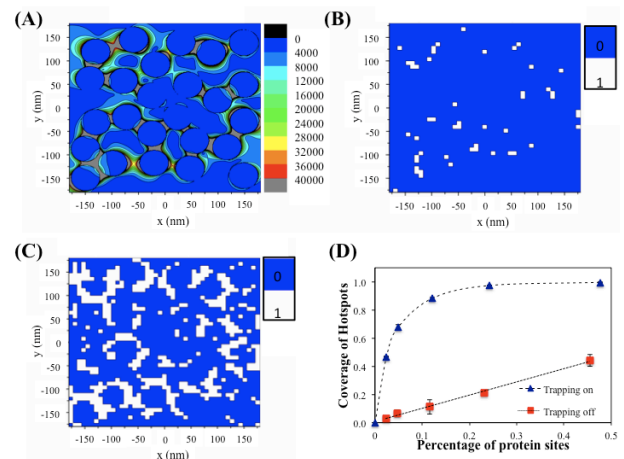 (A)
y (nm)
150
100
50
0
-50
-100
-150
-150 -100 -50 0 50 100 150
x (nm)
0
4000
8000
12000
16000
20000
24000
28000
32000
36000
40000
(B)
y (nm)
150
100
50
0
-50
-100
-150
-150 -100 -50 0 50 100 150
x (nm)
0
1
(C)
y (nm)
150
100
50
0
-50
-100
-150
-150 -100 -50 0 50 100 150
x (nm)
0
1
(D)
Coverage of Hotspots
1.0
0.8
0.6
0.4
0.2
0.0
0 0.1 0.2 0.3 0.4 0.5
Percentage of protein sites
Trapping on
Trapping off